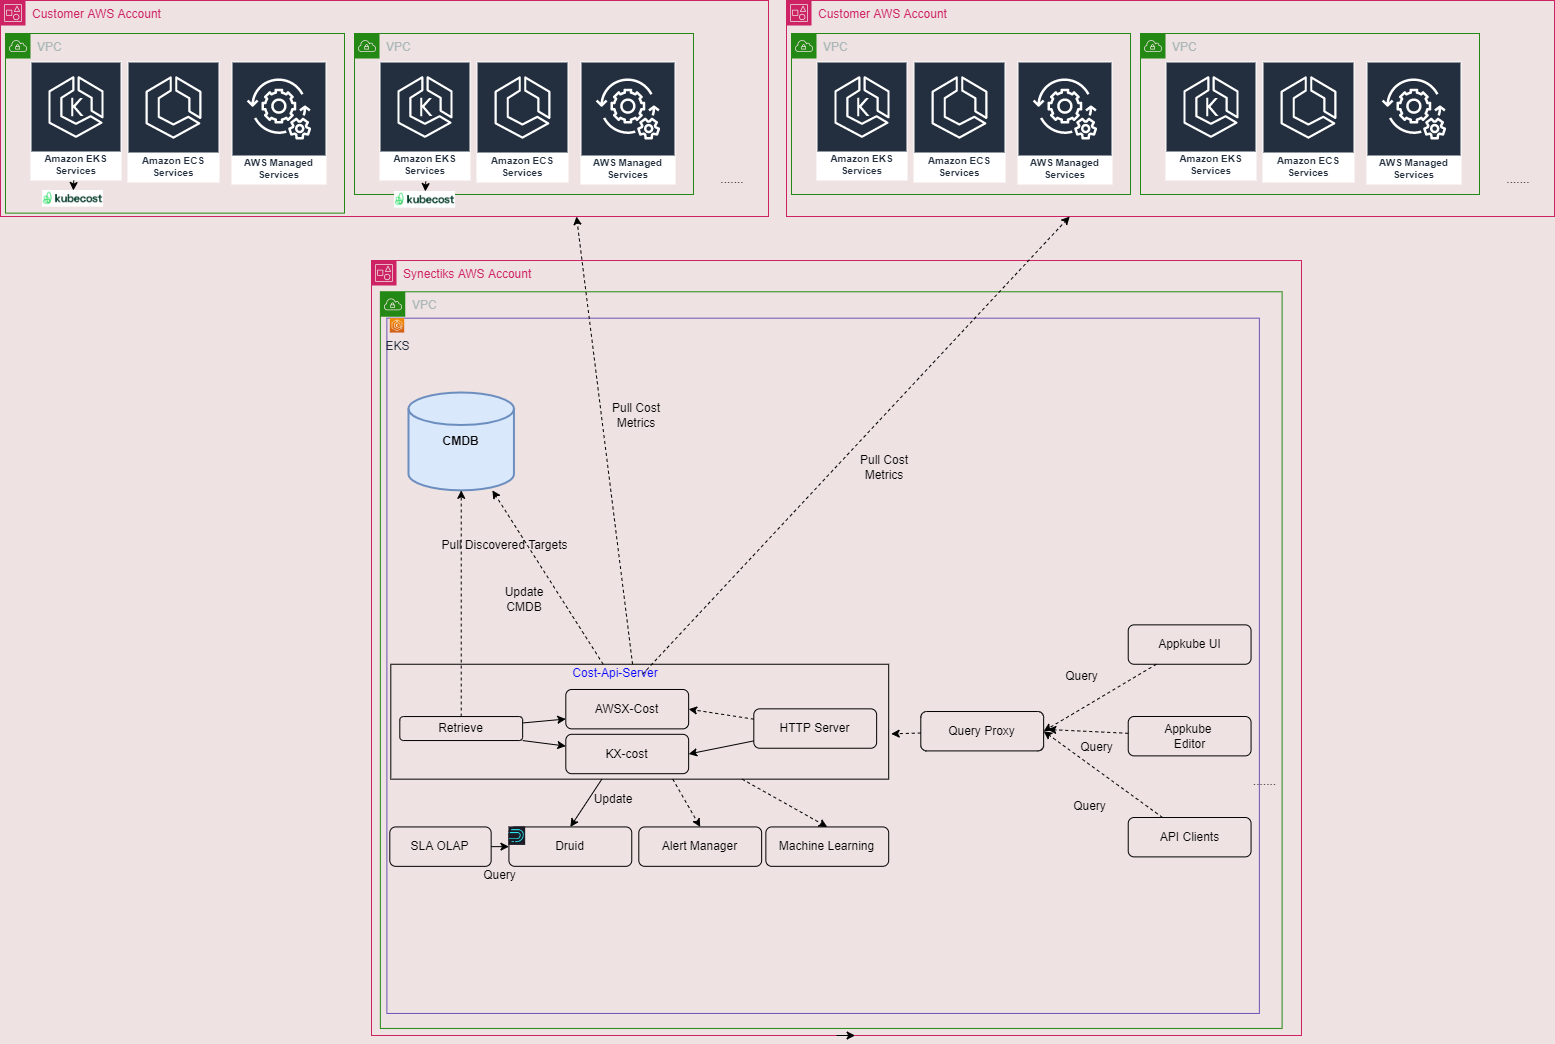 Customer AWS Account
VPC
Amazon EKS
Services
kubecost
Amazon ECS
Services
AWS Managed
Services
VPC
Amazon EKS
Services
kubecost
Amazon ECS
Services
AWS Managed
Services
.......
Customer AWS Account
VPC
Amazon EKS
Services
Amazon ECS
Services
AWS Managed
Services
VPC
Amazon EKS
Services
Amazon ECS
Services
AWS Managed
Services
.......
Synectiks AWS Account
VPC
EKS
CMDB
Pull Cost
Metrics
Pull Cost
Metrics
Pull Discovered Targets
Update
CMDB
Cost-Api-Server
Retrieve
AWSX-Cost
KX-cost
HTTP Server
Query Proxy
Query
Appkube UI
Query
Appkube
Editor
Query
API Clients
.......
Update
SLA OLAP
Query
Druid
Alert Manager
Machine Learning